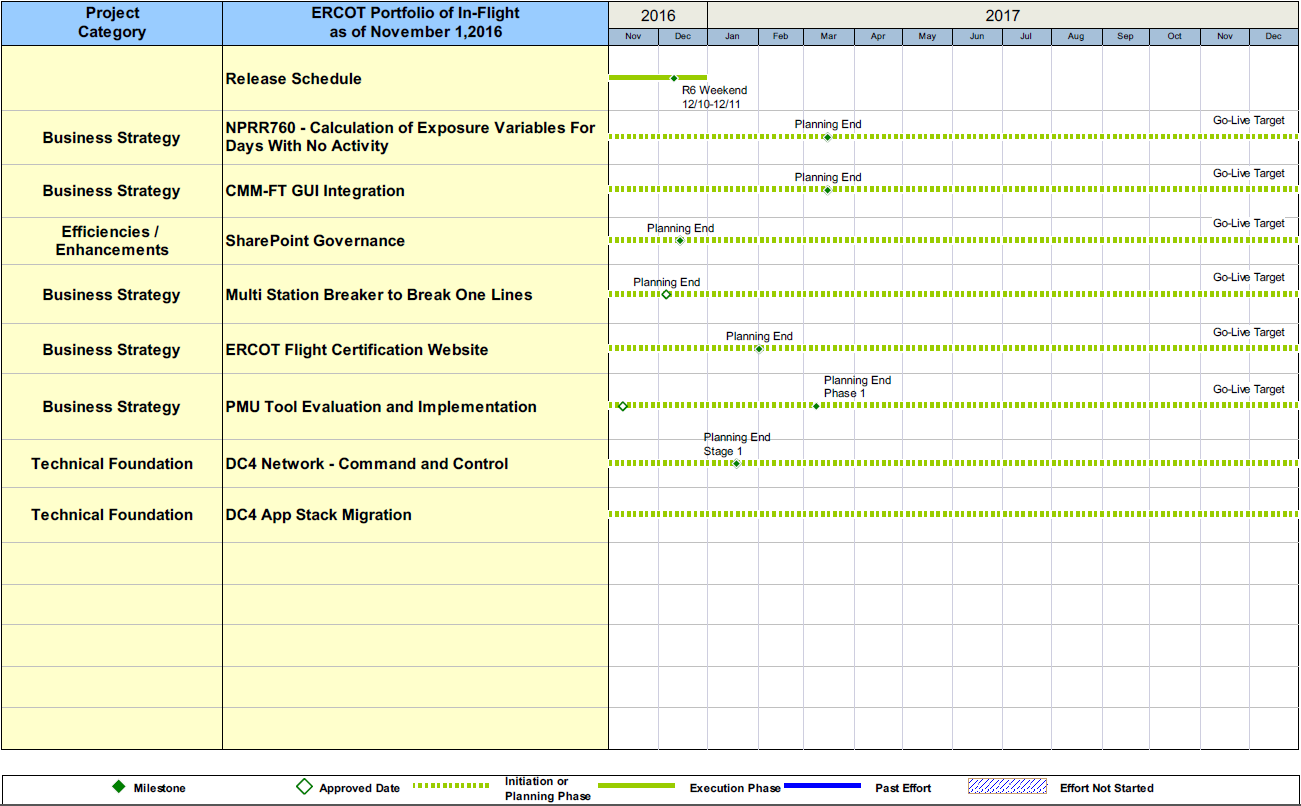 Project
Category
ERCOT Portfolio of In-Flight
as of November 1,2016
2016
2017
Nov
Dec
Jan
Feb
Mar
Apr
May
Jun
Jul
Aug
Sep
Oct
Nov
Dec
Release Schedule
R6 Weekend
12/10-12/11
Business Strategy
NPRR760 - Calculation of Exposure Variables For
Days With No Activity
Planning End
Go-Live Target
Business Strategy
CMM-FT GUI Integration
Planning End
Go-Live Target
Efficiencies /
Enhancements
SharePoint Governance
Planning End
Go-Live Target
Business Strategy
Multi Station Breaker to Break One Lines
Planning End
Go-Live Target
Business Strategy
ERCOT Flight Certification Website
Planning End
Go-Live Target
Business Strategy
PMU Tool Evaluation and Implementation
Planning End
Phase 1
Go-Live Target
Technical Foundation
DC4 Network - Command and Control
Planning End
Stage 1
Technical Foundation
DC4 App Stack Migration
Milestone
Approved Date
Initiation or
Planning Phase
Execution Phase
Past Effort
Effort Not Started